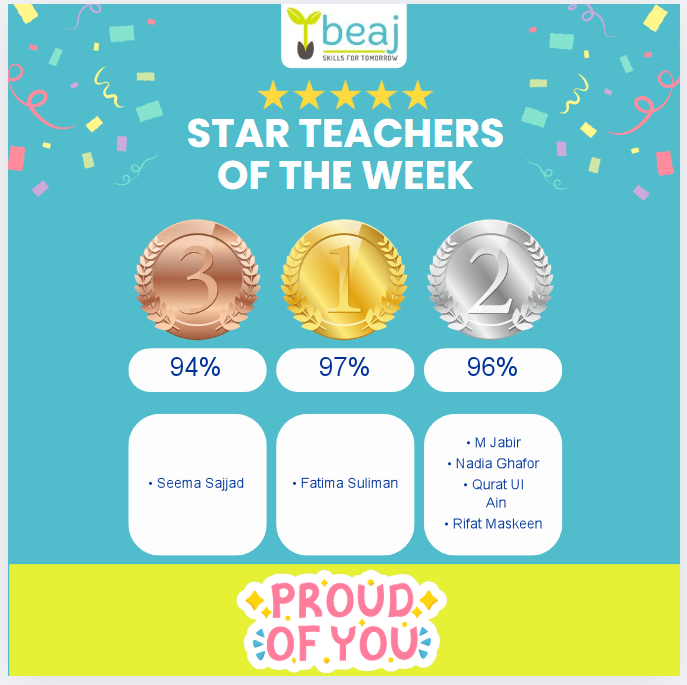 beaj
SKILLS FOR TOMORROW
STAR TEACHERS
OF THE WEEK
3
1
2
94%
97%
96%
• Seema Sajjad
• Fatima Suliman
• M Jabir
• Nadia Ghafor
• Qurat Ul
Ain
• Rifat Maskeen
PROUD
OF YOU